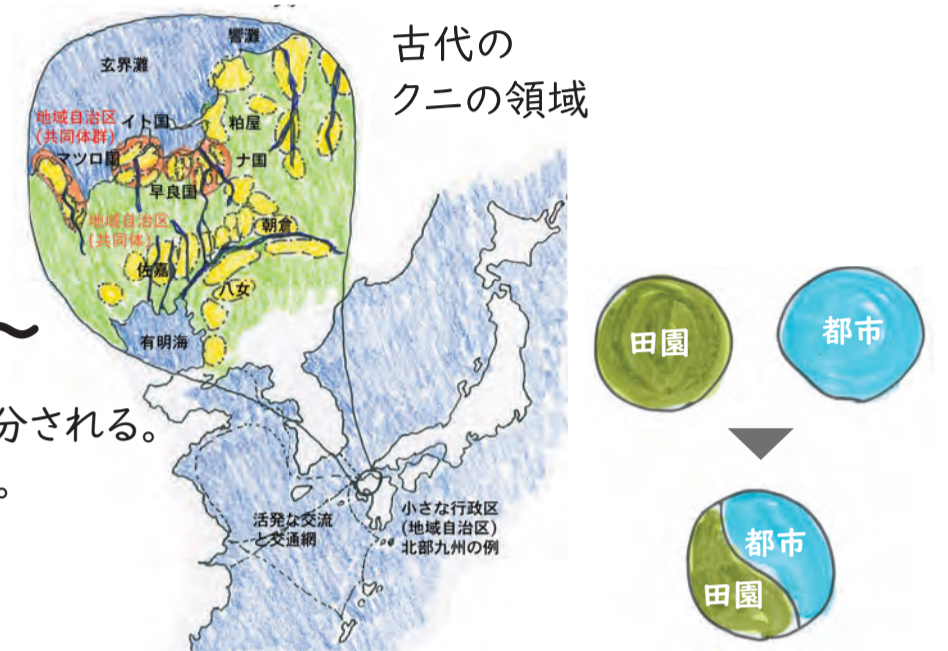 古代の
クニの領域
響灘
玄界灘
地域自治区
(共同体群)
イト国
粕屋
マツロ国
ナ国
早良国
地域自治区
(共同体)
朝倉
佐嘉
八女
有明海
~
分される。
。
活発な交流
と交通網
小さな行政区
(地域自治区)
北部九州の例
田園
都市
都市
田園